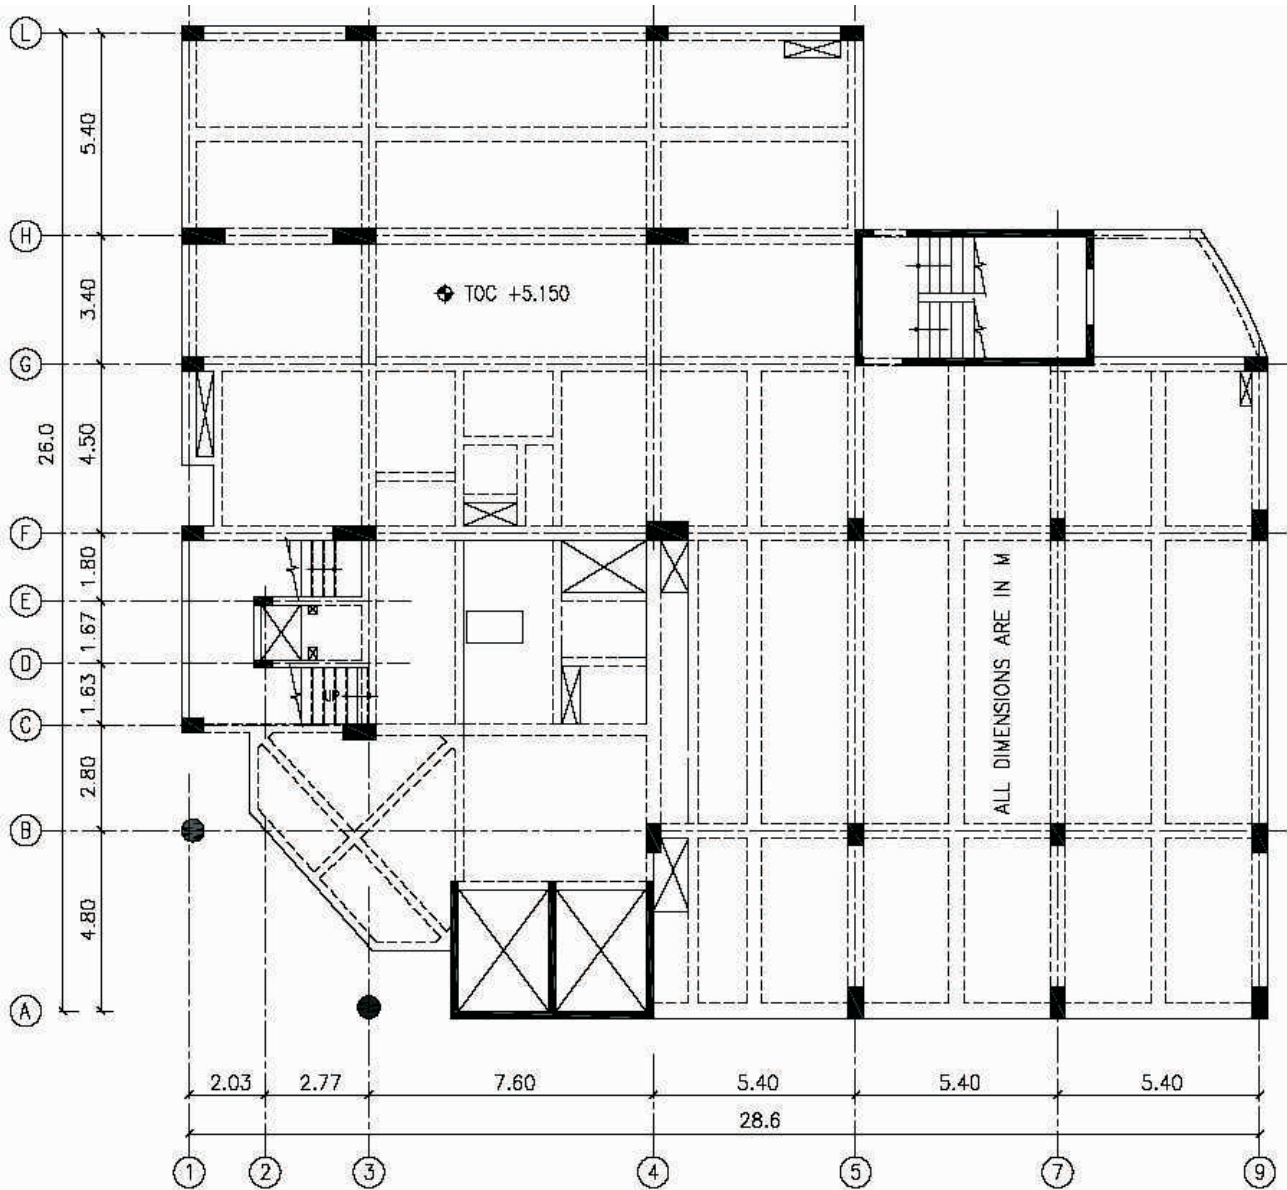 L
5.40
H
3.40
TOC +5.150
G
26.0
4.50
F
1.80
E
1.67
D
1.63
UP
C
ALL DIMENSIONS ARE IN M
2.80
B
4.80
A
2.03 2.77 7.60 5.40 5.40 5.40
28.6
1 2 3 4 5 7 9